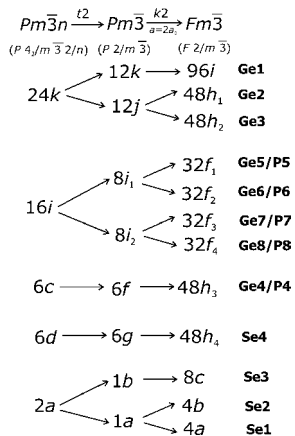 Pm3̅n →t2 Pm3̅ →k2 a=2a₁ Fm3̅
(P 4₂/m 3̅ 2/n) (P 2/m 3̅) (F 2/m 3̅)
12k → 96i Ge1
24k
12j 48h₁ Ge2
48h₂ Ge3
32f₁ Ge5/P5
8i₁
32f₂ Ge6/P6
16i
32f₃ Ge7/P7
8i₂
32f₄ Ge8/P8
6c → 6f → 48h₃ Ge4/P4
6d → 6g → 48h₄ Se4
1b → 8c Se3
2a
4b Se2
1a
4a Se1